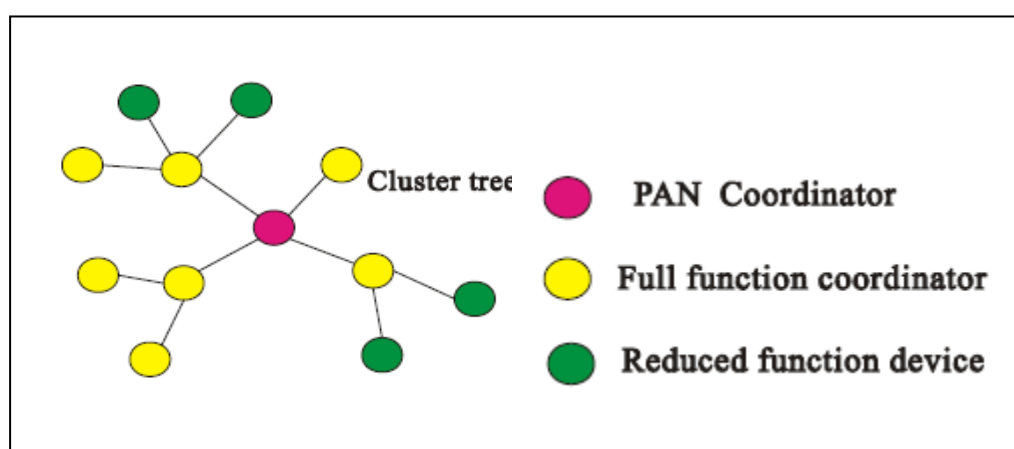 Cluster tree
PAN Coordinator
Full function coordinator
Reduced function device